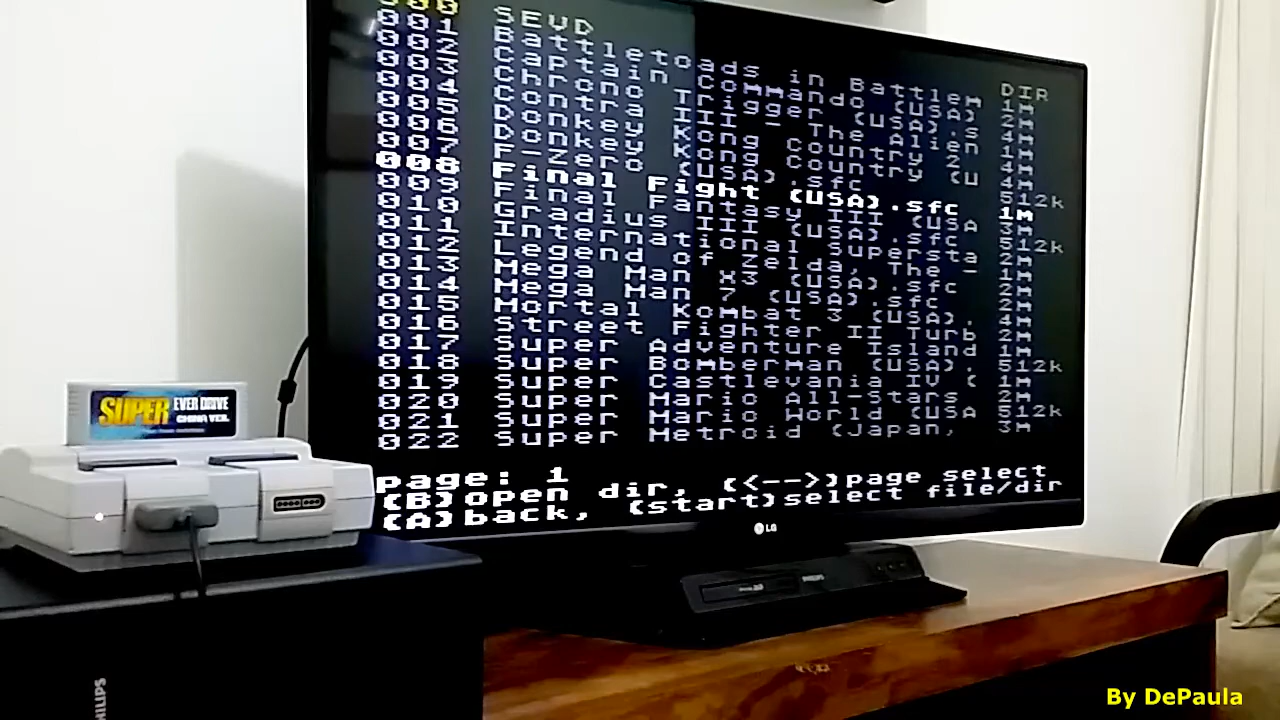 000 SEVD DIR
001 Battletoads in Battlem 1M
002 Captain Commando (USA) 2M
003 Chrono Trigger (USA).s 4M
004 Contra III - The Alien 1M
005 Donkey Kong Country 2 4M
006 Donkey Kong Country (U 4M
007 F-Zero (USA).sfc 512k
008 Final Fight (USA).sfc 1M
009 Final Fantasy III (USA 3M
010 Gradius III (USA).sfc 512k
011 International Supersta 2M
012 Legend of Zelda, The - 1M
013 Mega Man X3 (USA).sfc 2M
014 Mega Man 7 (USA).sfc 2M
015 Mortal Kombat 3 (USA). 4M
016 Street Fighter II Turb 2M
017 Super Adventure Island 1M
018 Super Bomberman (USA). 512k
019 Super Castlevania IV ( 1M
020 Super Mario All-Stars 2M
021 Super Mario World (USA 512k
022 Super Metroid (Japan, 3M
page: 1
(B)open dir, (<-->)page select
(A)back, (start)select file/dir
LG
PHILIPS
SUPER EVER DRIVE
CHINA VER.
PHILIPS
By DePaula